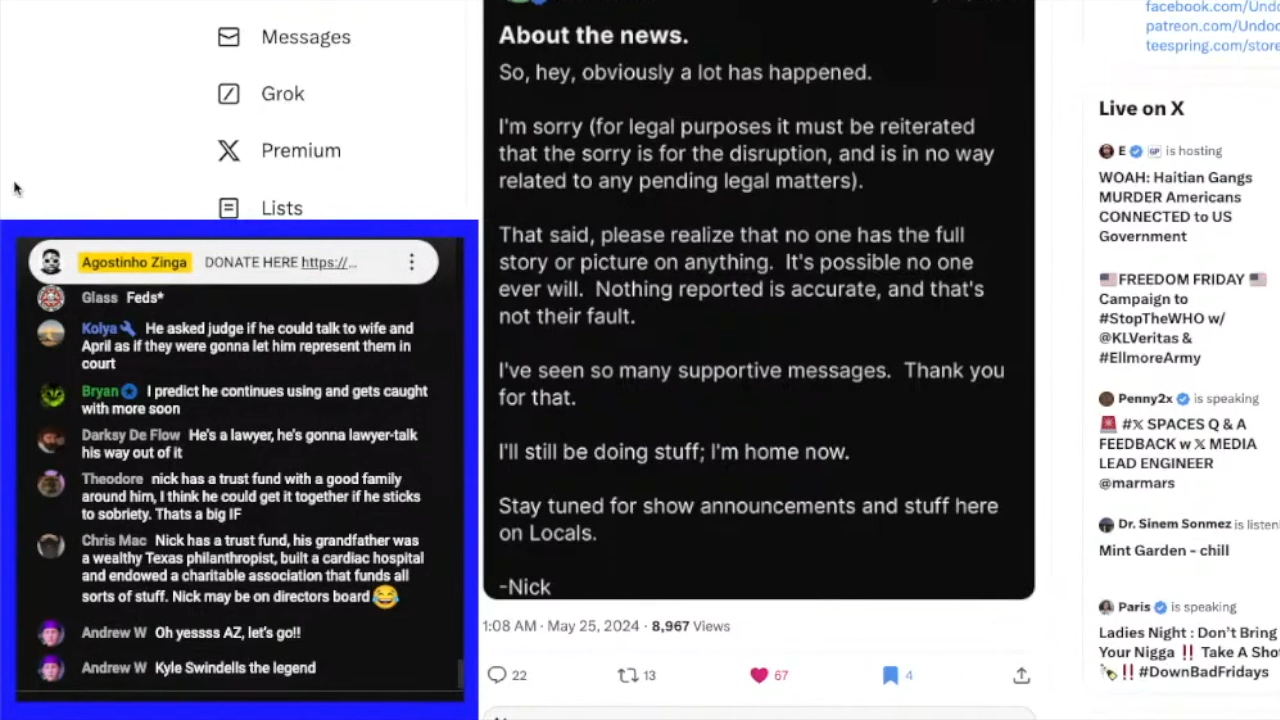 Messages
Grok
Premium
Lists
Agostinho Zinga DONATE HERE https://...
Glass Feds*
Kolya He asked judge if he could talk to wife and
April as if they were gonna let him represent them in
court
Bryan I predict he continues using and gets caught
with more soon
Darksy De Flow He's a lawyer, he's gonna lawyer-talk
his way out of it
Theodore nick has a trust fund with a good family
around him, I think he could get it together if he sticks
to sobriety. Thats a big IF
Chris Mac Nick has a trust fund, his grandfather was
a wealthy Texas philanthropist, built a cardiac hospital
and endowed a charitable association that funds all
sorts of stuff. Nick may be on directors board 😂
Andrew W Oh yessss AZ, let's go!!
Andrew W Kyle Swindells the legend
About the news.
So, hey, obviously a lot has happened.
I'm sorry (for legal purposes it must be reiterated
that the sorry is for the disruption, and is in no way
related to any pending legal matters).
That said, please realize that no one has the full
story or picture on anything. It's possible no one
ever will. Nothing reported is accurate, and that's
not their fault.
I've seen so many supportive messages. Thank you
for that.
I'll still be doing stuff; I'm home now.
Stay tuned for show announcements and stuff here
on Locals.
-Nick
1:08 AM · May 25, 2024 · 8,967 Views
22 13 67 4
facebook.com/Undo
patreon.com/Undoo
teespring.com/store
Live on X
E GP is hosting
WOAH: Haitian Gangs
MURDER Americans
CONNECTED to US
Government
🇺🇸FREEDOM FRIDAY 🇺🇸
Campaign to
#StopTheWHO w/
@KLVeritas &
#EllmoreArmy
Penny2x is speaking
🚨 #𝕏 SPACES Q & A
FEEDBACK w 𝕏 MEDIA
LEAD ENGINEER
@marmars
Dr. Sinem Sonmez is listeni
Mint Garden - chill
Paris is speaking
Ladies Night : Don't Bring
Your Nigga ‼️ Take A Sho
🍾‼️ #DownBadFridays